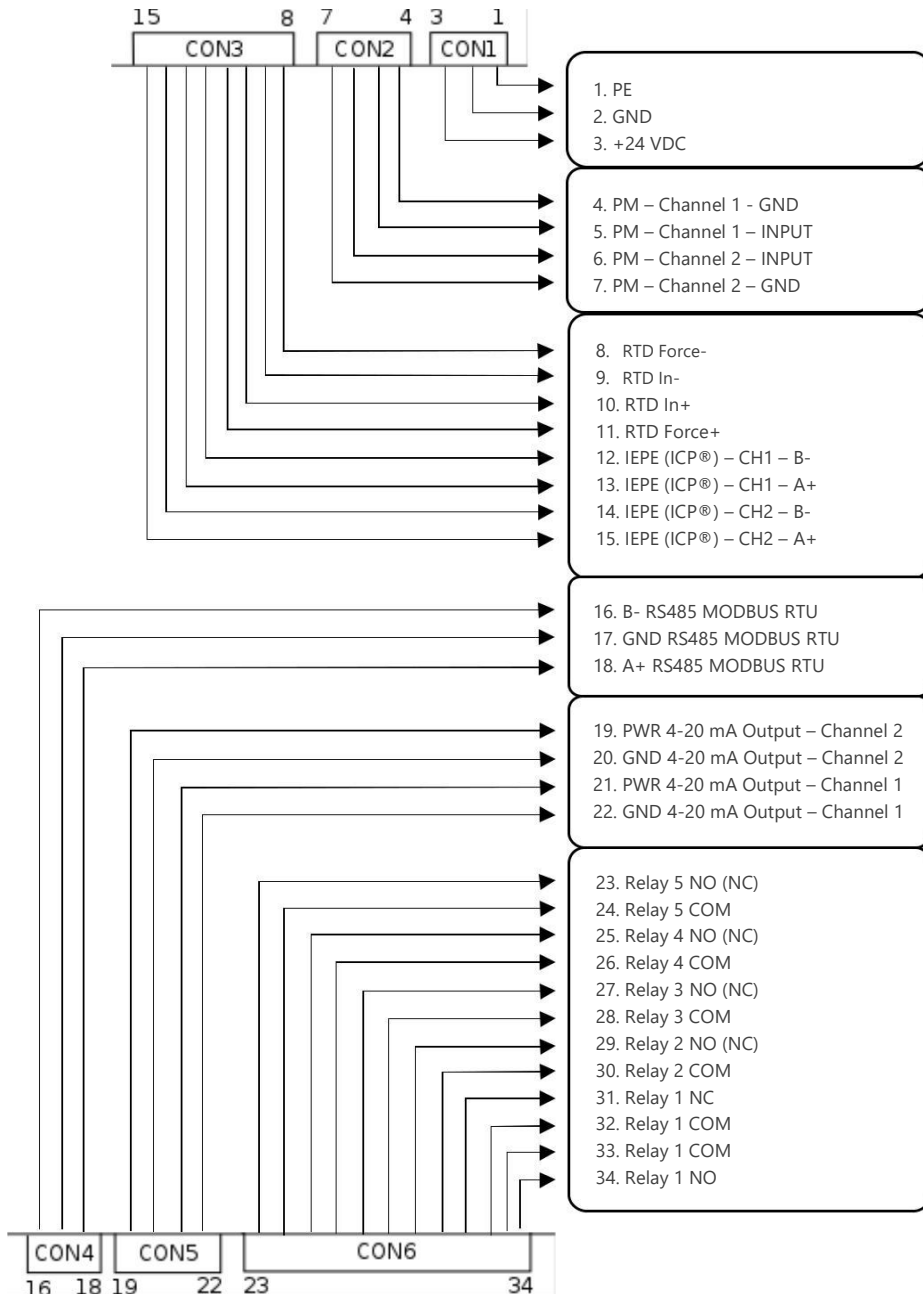 15 8 7 4 3 1
CON3 CON2 CON1
1. PE
2. GND
3. +24 VDC
4. PM – Channel 1 - GND
5. PM – Channel 1 – INPUT
6. PM – Channel 2 – INPUT
7. PM – Channel 2 – GND
8. RTD Force-
9. RTD In-
10. RTD In+
11. RTD Force+
12. IEPE (ICP®) – CH1 – B-
13. IEPE (ICP®) – CH1 – A+
14. IEPE (ICP®) – CH2 – B-
15. IEPE (ICP®) – CH2 – A+
16. B- RS485 MODBUS RTU
17. GND RS485 MODBUS RTU
18. A+ RS485 MODBUS RTU
19. PWR 4-20 mA Output – Channel 2
20. GND 4-20 mA Output – Channel 2
21. PWR 4-20 mA Output – Channel 1
22. GND 4-20 mA Output – Channel 1
23. Relay 5 NO (NC)
24. Relay 5 COM
25. Relay 4 NO (NC)
26. Relay 4 COM
27. Relay 3 NO (NC)
28. Relay 3 COM
29. Relay 2 NO (NC)
30. Relay 2 COM
31. Relay 1 NC
32. Relay 1 COM
33. Relay 1 COM
34. Relay 1 NO
CON4 CON5 CON6
16 18 19 22 23 34